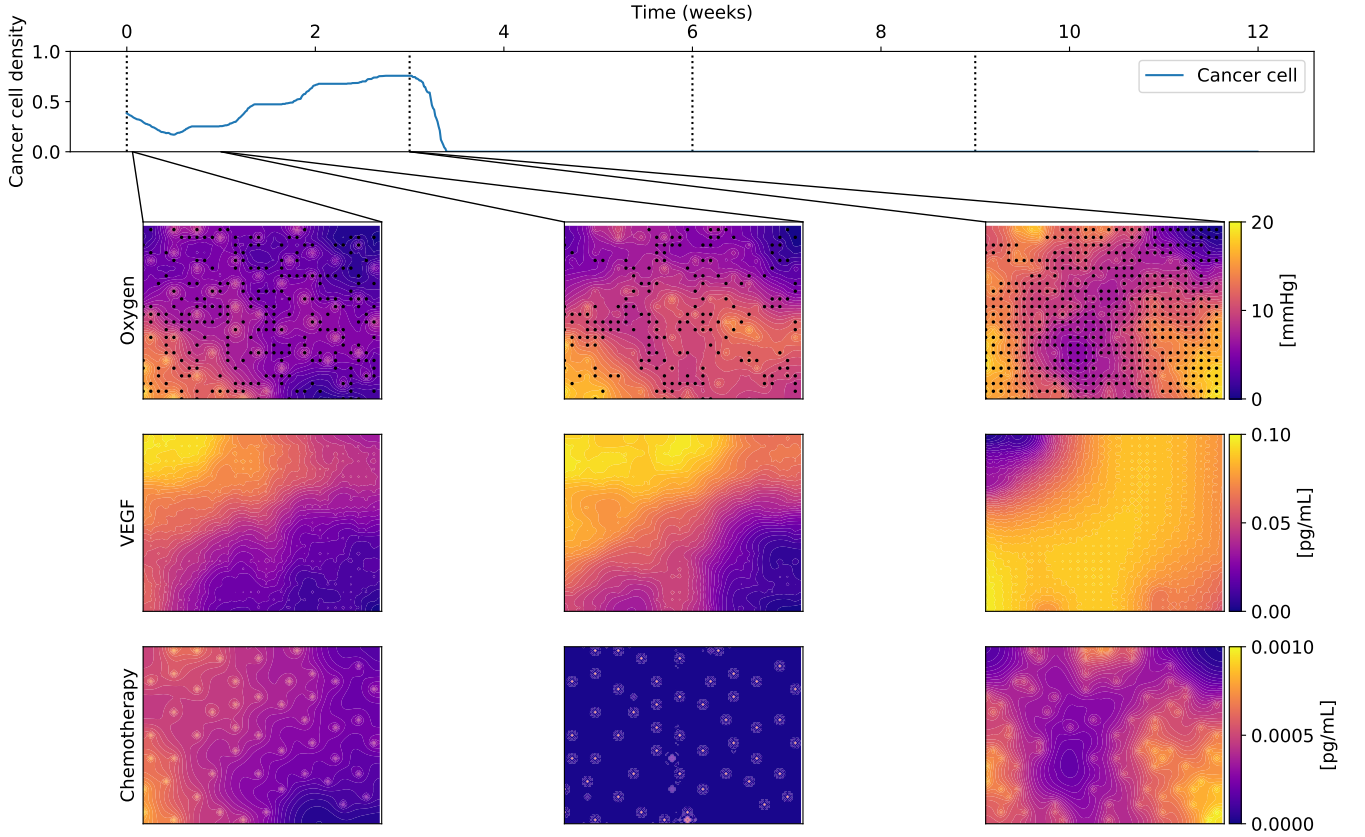 Time (weeks)
0 2 4 6 8 10 12
Cancer cell density
1.0
0.5
0.0
Cancer cell
Oxygen
20
10
0
[mmHg]
VEGF
0.10
0.05
0.00
[pg/mL]
Chemotherapy
0.0010
0.0005
0.0000
[pg/mL]